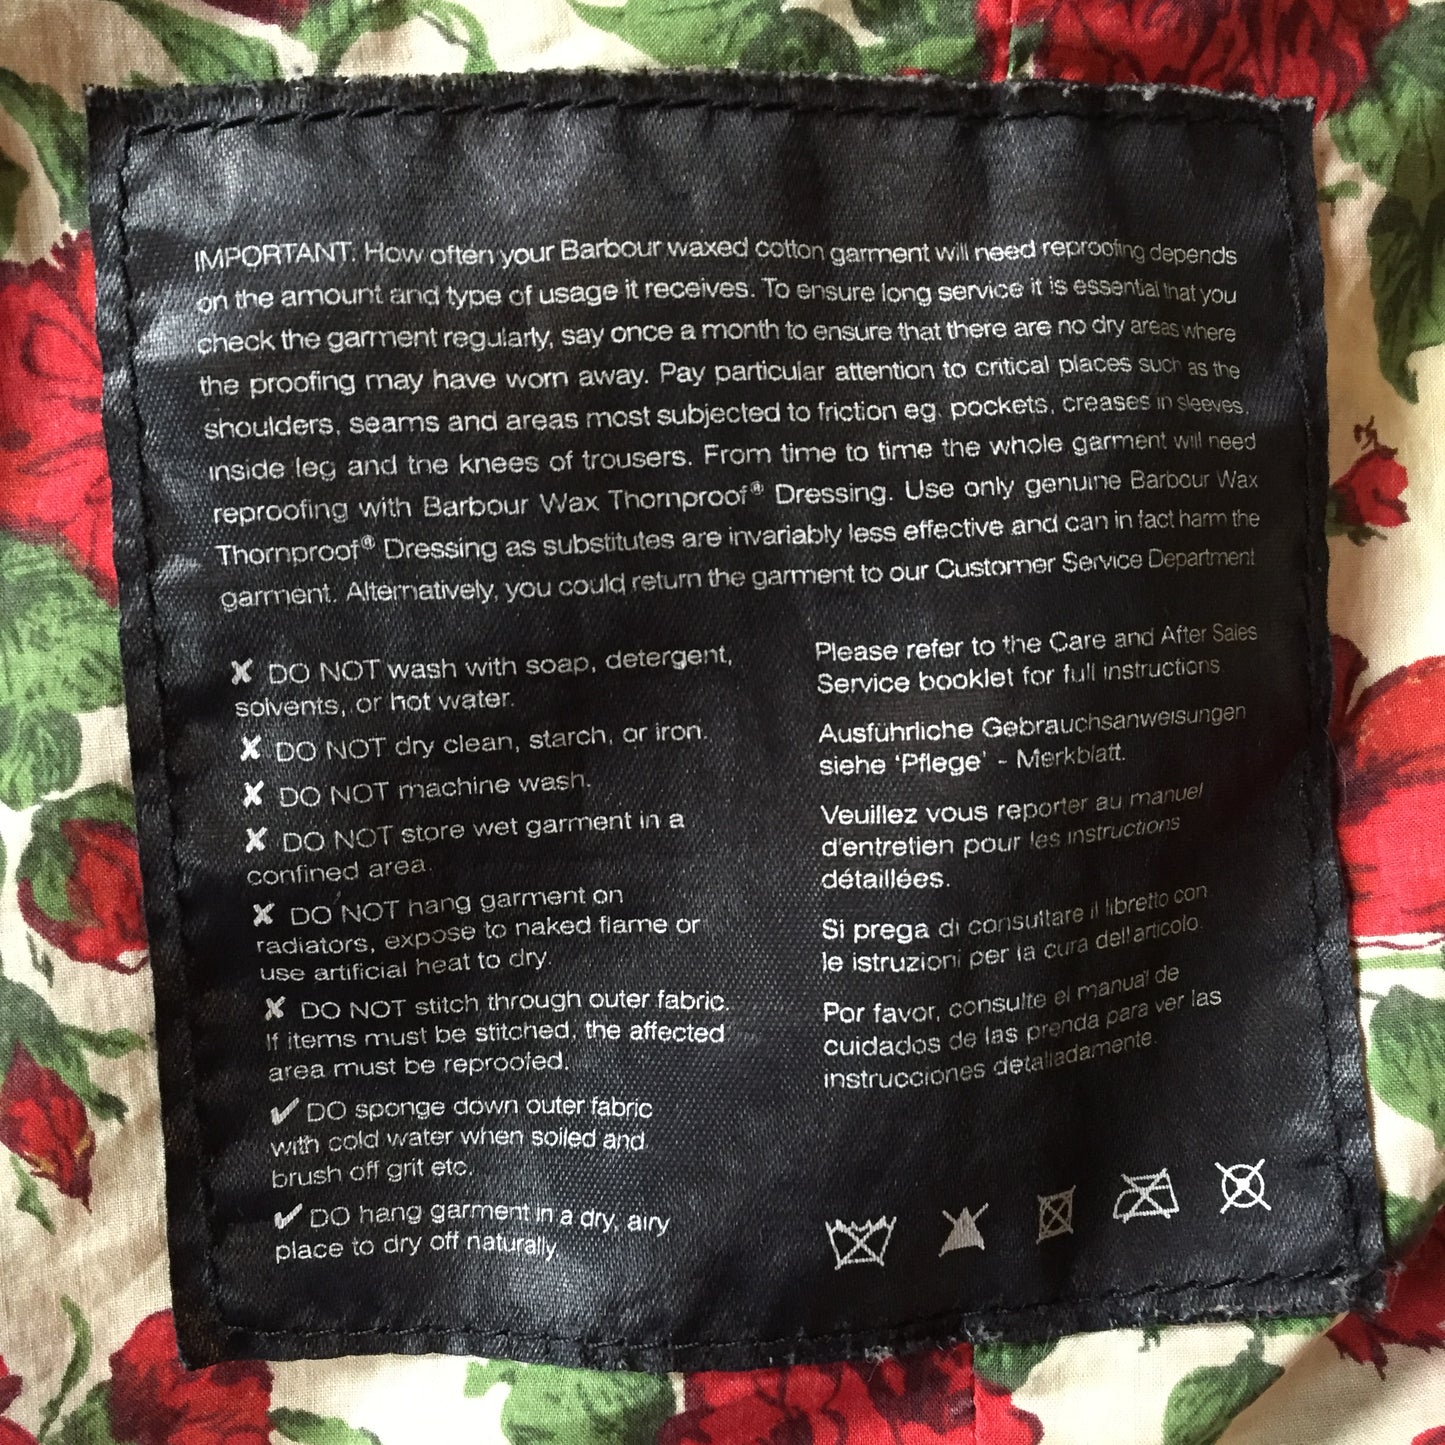 IMPORTANT. How often your Barbour waxed cotton garment will need reproofing depends
on the amount and type of usage it receives. To ensure long service it is essential that you
check the garment regularly, say once a month to ensure that there are no dry areas where
the proofing may have worn away. Pay particular attention to critical places such as the
shoulders, seams and areas most subjected to friction eg. pockets, creases in sleeves,
inside leg and the knees of trousers. From time to time the whole garment will need
reproofing with Barbour Wax Thornproof® Dressing. Use only genuine Barbour Wax
Thornproof® Dressing as substitutes are invariably less effective and can in fact harm the
garment. Alternatively, you could return the garment to our Customer Service Department
✘ DO NOT wash with soap, detergent,
solvents, or hot water.
✘ DO NOT dry clean, starch, or iron.
✘ DO NOT machine wash.
✘ DO NOT store wet garment in a
confined area.
✘ DO NOT hang garment on
radiators, expose to naked flame or
use artificial heat to dry.
✘ DO NOT stitch through outer fabric.
If items must be stitched, the affected
area must be reproofed.
✔ DO sponge down outer fabric
with cold water when soiled and
brush off grit etc.
✔ DO hang garment in a dry, airy
place to dry off naturally
Please refer to the Care and After Sales
Service booklet for full instructions
Ausführliche Gebrauchsanweisungen
siehe 'Pflege' - Merkblatt.
Veuillez vous reporter au manuel
d'entretien pour les instructions
détaillées.
Si prega di consultare il libretto con
le istruzioni per la cura dell'articolo.
Por favor, consulte el manual de
cuidados de las prenda para ver las
instrucciones detalladamente.